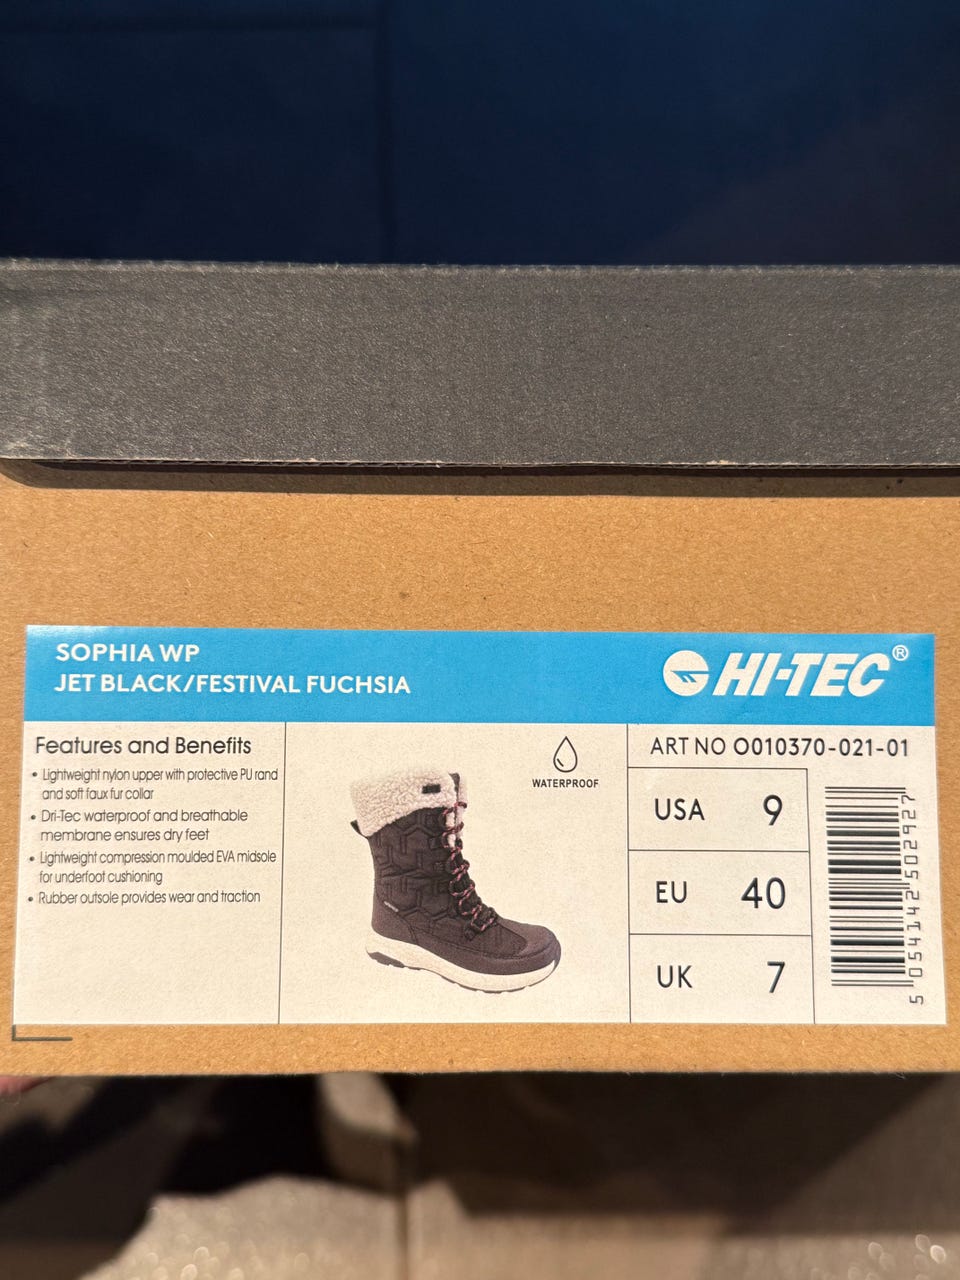 SOPHIA WP
JET BLACK/FESTIVAL FUCHSIA
HI-TEC®
Features and Benefits
• Lightweight nylon upper with protective PU rand
and soft faux fur collar
• Dri-Tec waterproof and breathable
membrane ensures dry feet
• Lightweight compression moulded EVA midsole
for underfoot cushioning
• Rubber outsole provides wear and traction
WATERPROOF
ART NO O010370-021-01
USA 9
EU 40
UK 7
5 054142 502927